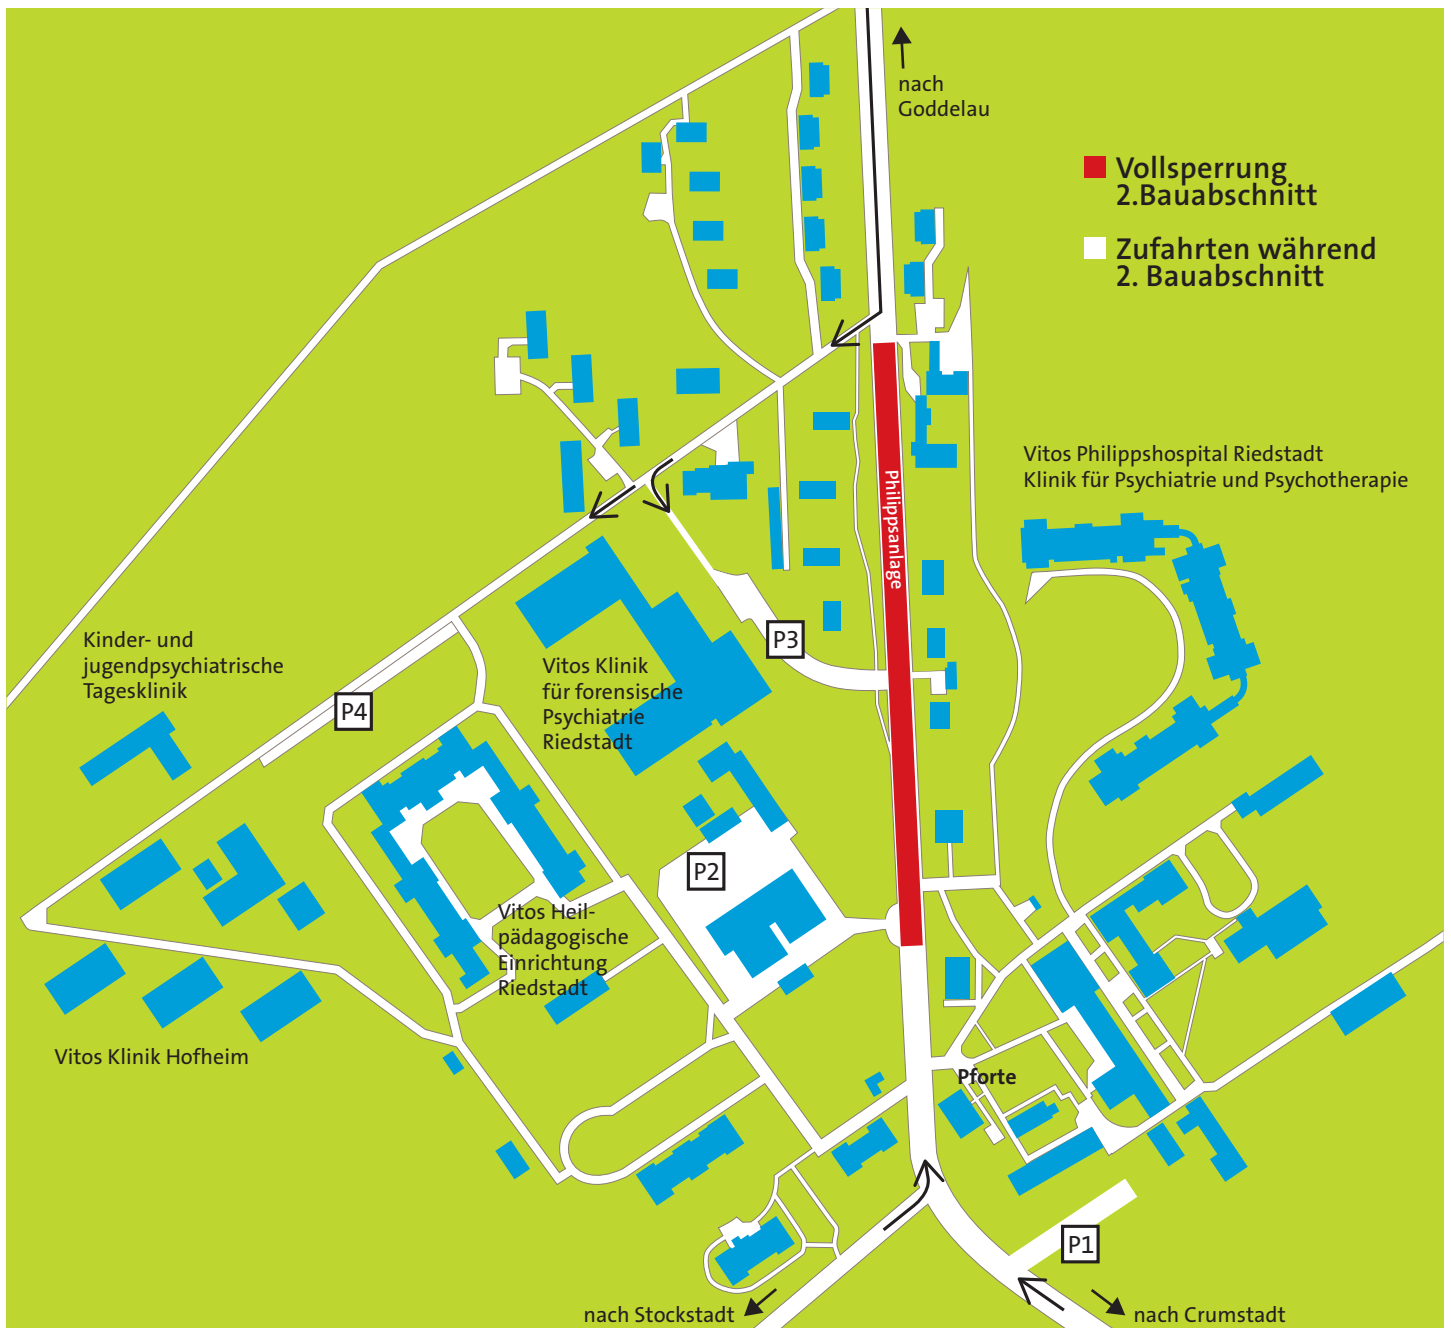 nach
Goddelau
Vollsperrung
2.Bauabschnitt
Zufahrten während
2. Bauabschnitt
Vitos Philippshospital Riedstadt
Klinik für Psychiatrie und Psychotherapie
Philippsanlage
Kinder- und
jugendpsychiatrische
Tagesklinik
P3
Vitos Klinik
für forensische
Psychiatrie
Riedstadt
P4
P2
Vitos Heil-
pädagogische
Einrichtung
Riedstadt
Vitos Klinik Hofheim
Pforte
P1
nach Stockstadt
nach Crumstadt